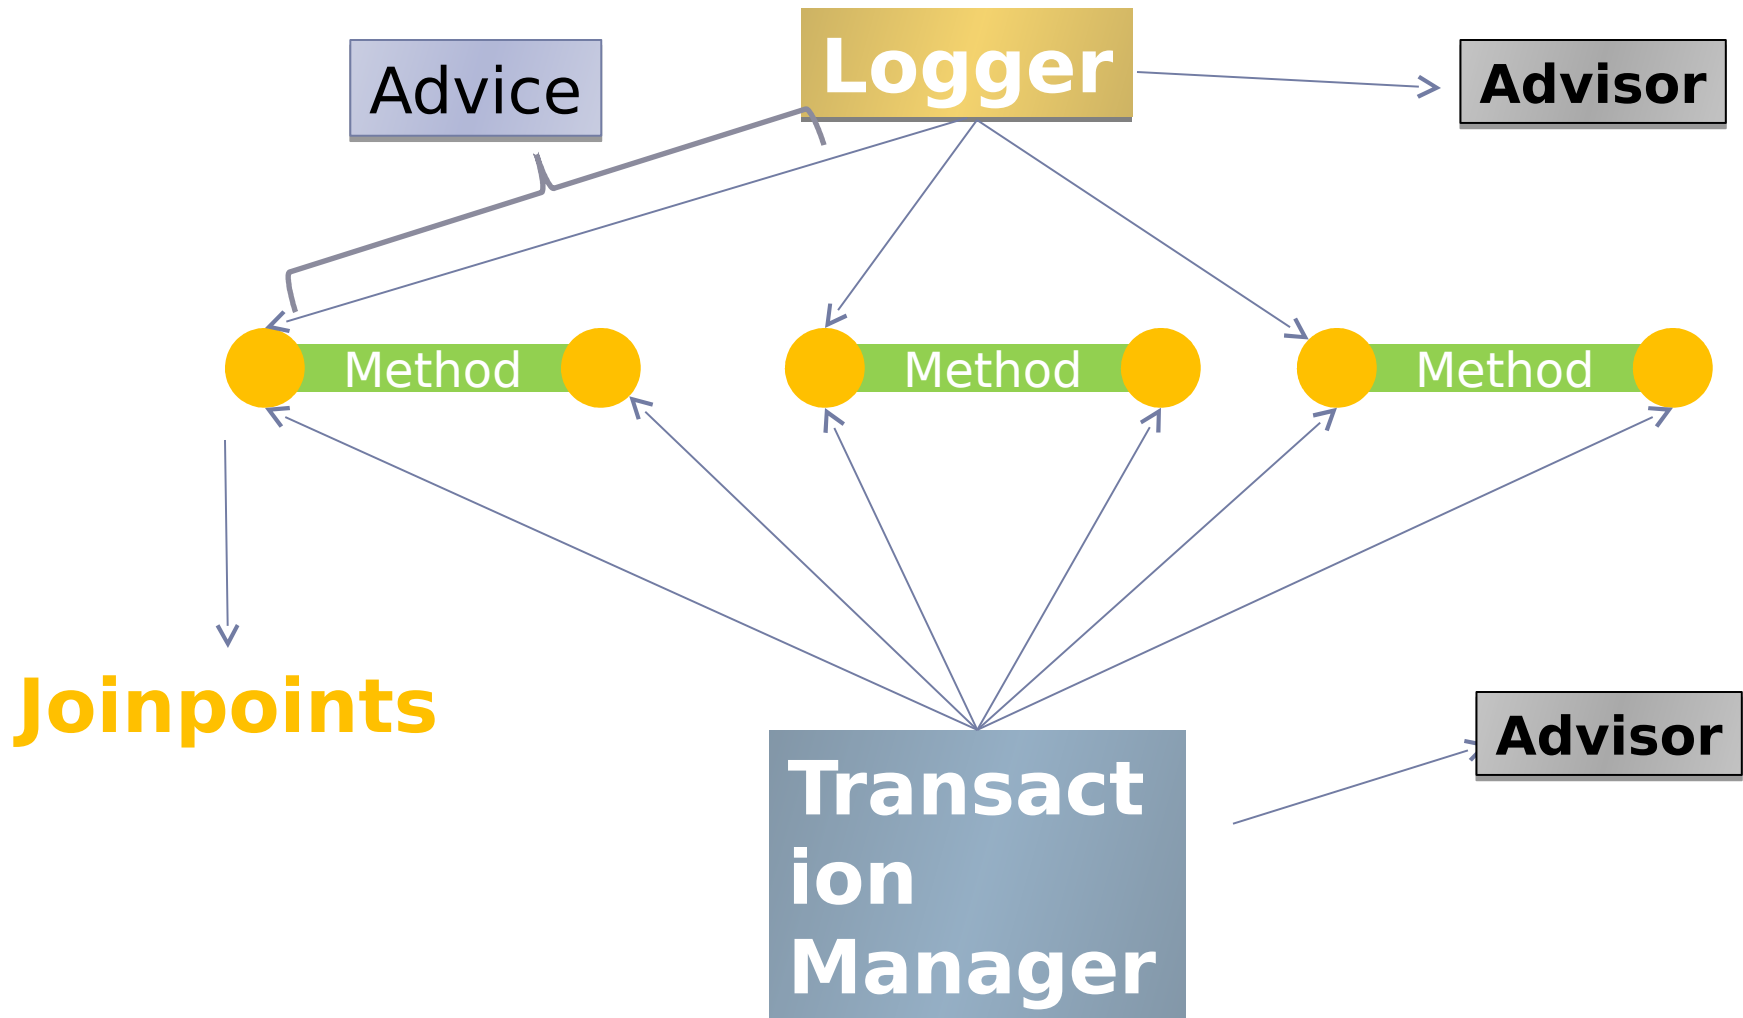 Logger
Advice
Advisor
Method
Method
Method
Joinpoints
Advisor
Transact
ion
Manager